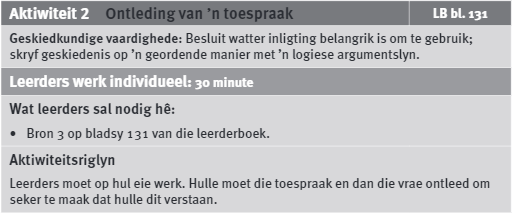 Aktiwiteit 2 Ontleding van 'n toespraak LB bl. 131
Geskiedkundige vaardighede: Besluit watter inligting belangrik is om te gebruik;
skryf geskiedenis op 'n geordende manier met 'n logiese argumentslyn.
Leerders werk individueel: 30 minute
Wat leerders sal nodig hê:
• Bron 3 op bladsy 131 van die leerderboek.
Aktiwiteitsriglyn
Leerders moet op hul eie werk. Hulle moet die toespraak en dan die vrae ontleed om
seker te maak dat hulle dit verstaan.